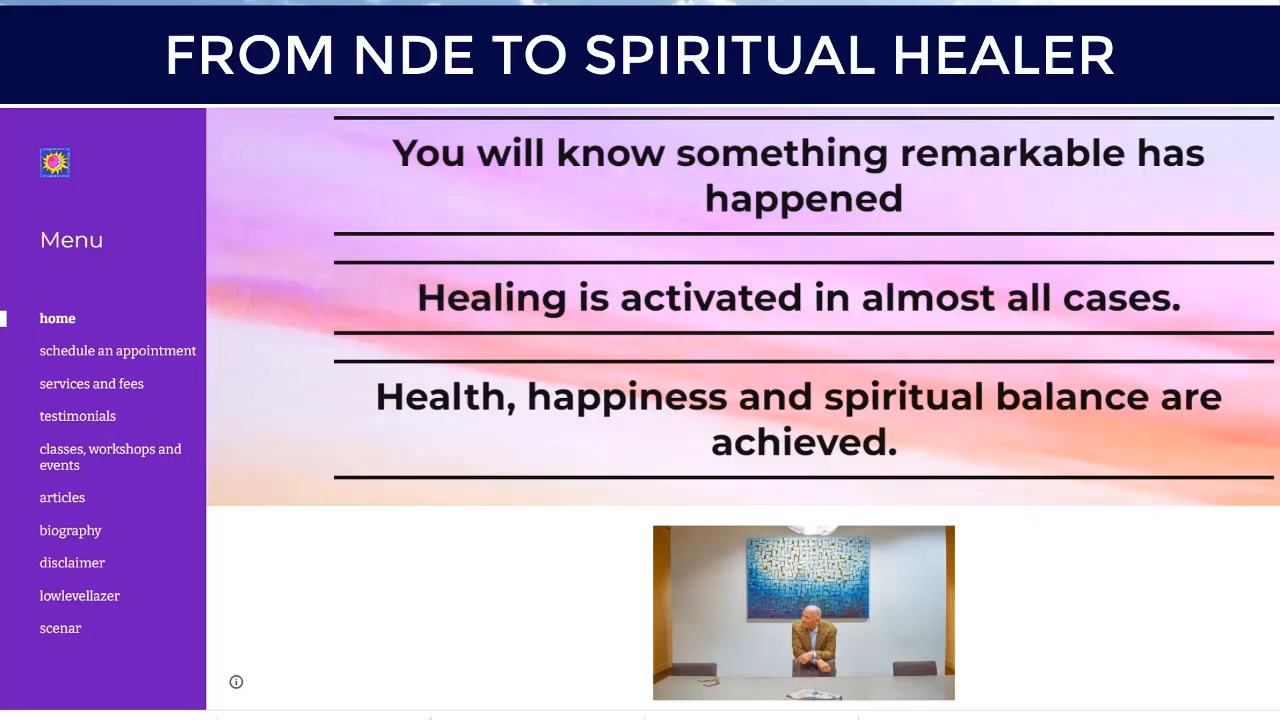 FROM NDE TO SPIRITUAL HEALER
Menu
home
schedule an appointment
services and fees
testimonials
classes, workshops and
events
articles
biography
disclaimer
lowlevellazer
scenar
You will know something remarkable has
happened
Healing is activated in almost all cases.
Health, happiness and spiritual balance are
achieved.